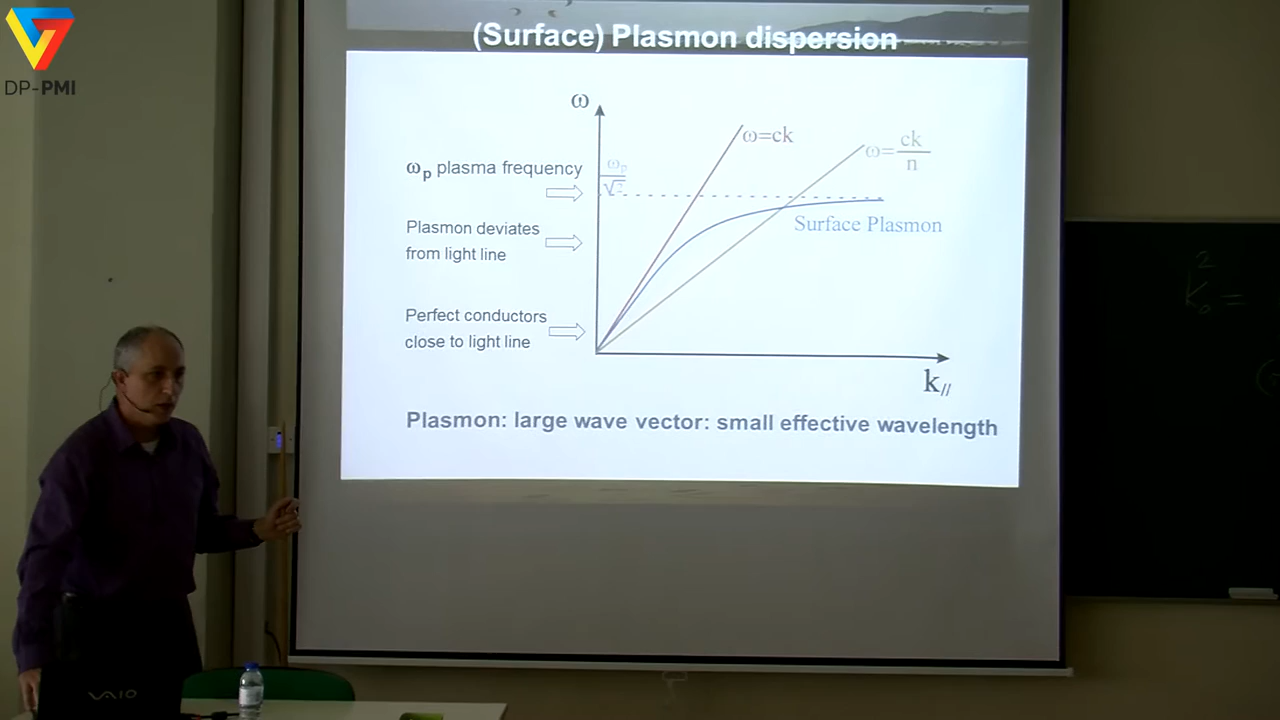 DP-PMI
(Surface) Plasmon dispersion
ω
ω=ck
ω=ck/n
ωp plasma frequency
ωp/√2
Plasmon deviates
from light line
Surface Plasmon
Perfect conductors
close to light line
k//
Plasmon: large wave vector: small effective wavelength
VAIO